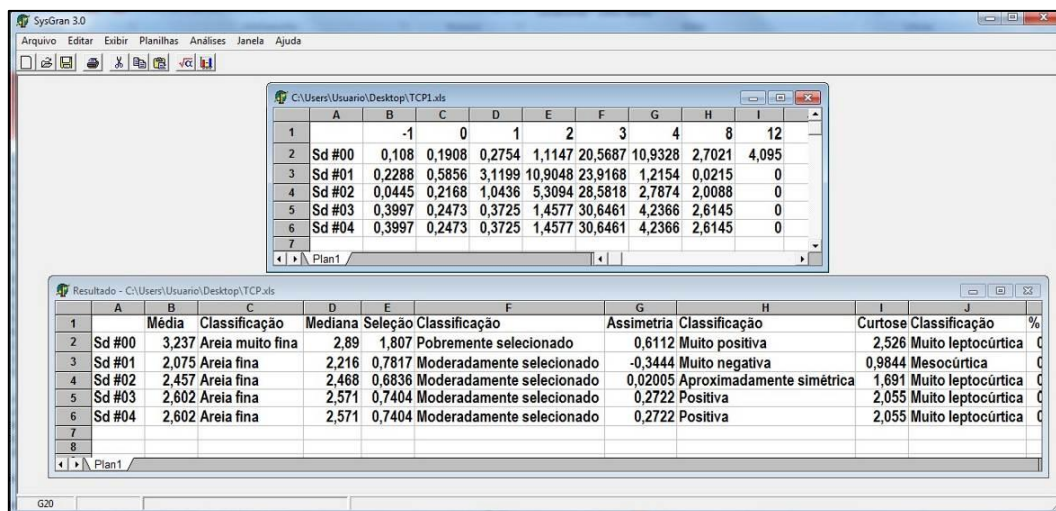 SysGran 3.0
Arquivo Editar Exibir Planilhas Análises Janela Ajuda
C:\Users\Usuario\Desktop\TCP1.xls
A B C D E F G H I
1 -1 0 1 2 3 4 8 12
2 Sd #00 0,108 0,1908 0,2754 1,1147 20,5687 10,9328 2,7021 4,095
3 Sd #01 0,2288 0,5856 3,1199 10,9048 23,9168 1,2154 0,0215 0
4 Sd #02 0,0445 0,2168 1,0436 5,3094 28,5818 2,7874 2,0088 0
5 Sd #03 0,3997 0,2473 0,3725 1,4577 30,6461 4,2366 2,6145 0
6 Sd #04 0,3997 0,2473 0,3725 1,4577 30,6461 4,2366 2,6145 0
7
Plan1
Resultado - C:\Users\Usuario\Desktop\TCP.xls
A B C D E F G H I J
1 Média Classificação Mediana Seleção Classificação Assimetria Classificação Curtose Classificação %
2 Sd #00 3,237 Areia muito fina 2,89 1,807 Pobremente selecionado 0,6112 Muito positiva 2,526 Muito leptocúrtica
3 Sd #01 2,075 Areia fina 2,216 0,7817 Moderadamente selecionado -0,3444 Muito negativa 0,9844 Mesocúrtica
4 Sd #02 2,457 Areia fina 2,468 0,6836 Moderadamente selecionado 0,02005 Aproximadamente simétrica 1,691 Muito leptocúrtica
5 Sd #03 2,602 Areia fina 2,571 0,7404 Moderadamente selecionado 0,2722 Positiva 2,055 Muito leptocúrtica
6 Sd #04 2,602 Areia fina 2,571 0,7404 Moderadamente selecionado 0,2722 Positiva 2,055 Muito leptocúrtica
7
8
Plan1
G20